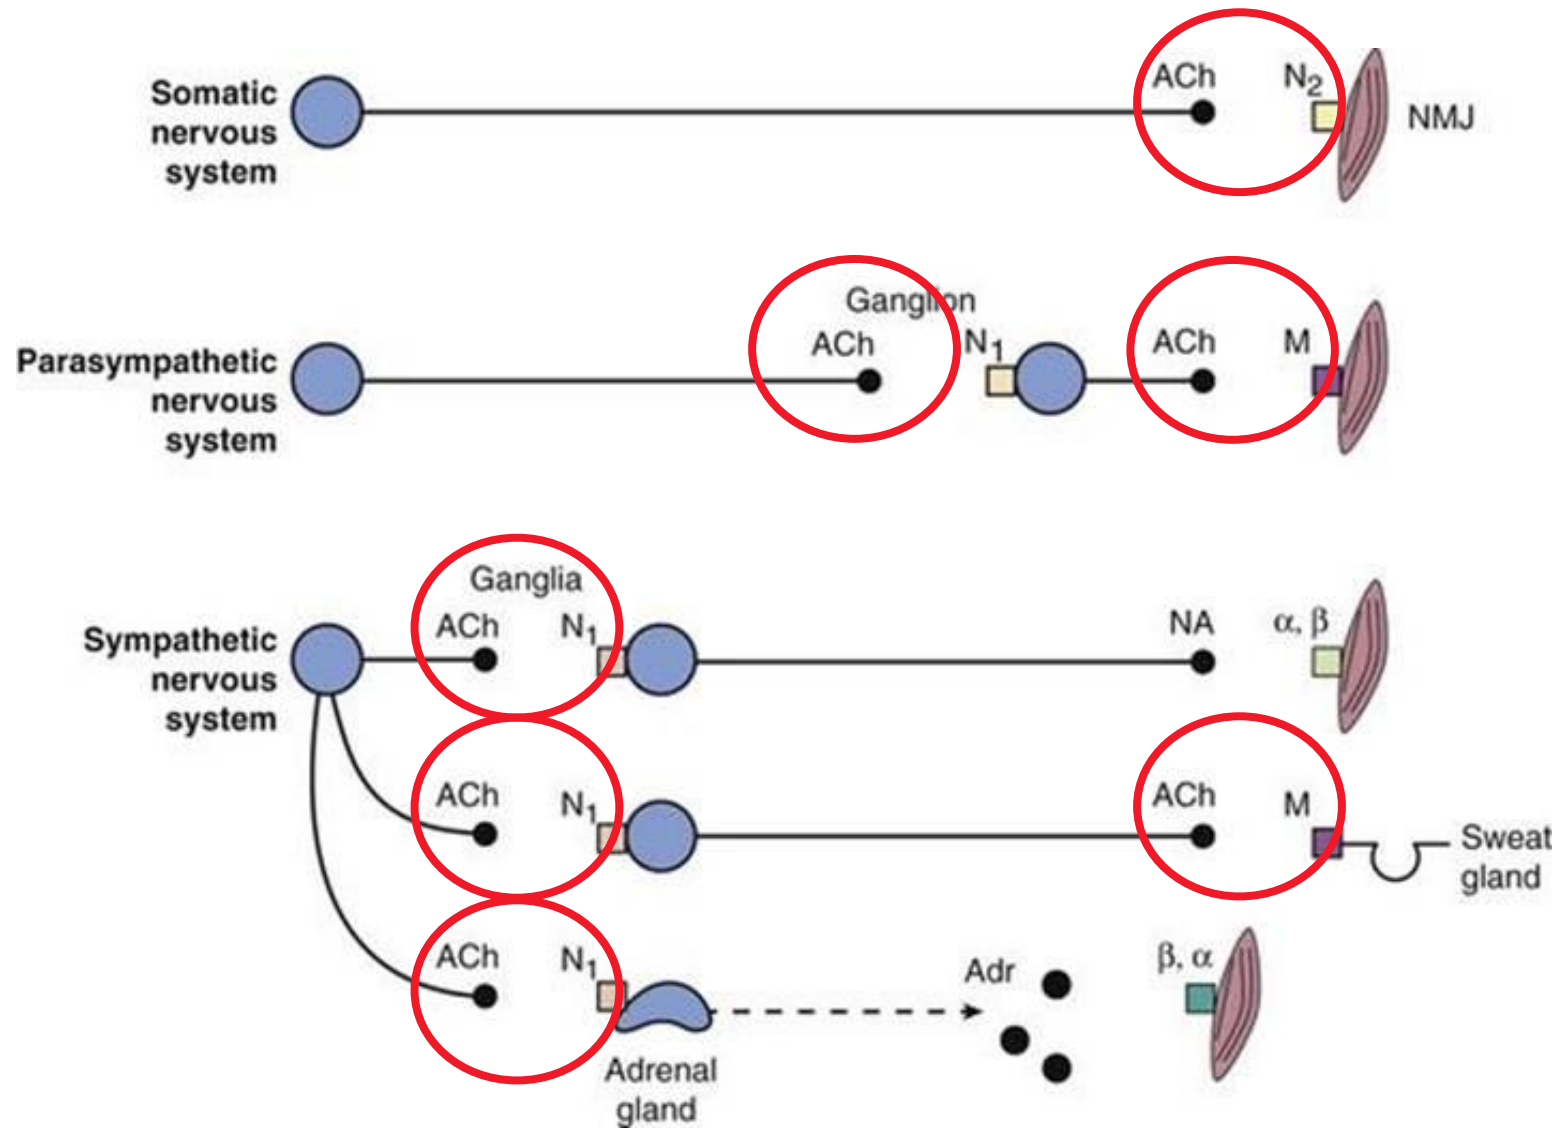 Somatic
nervous
system
ACh
N₂
NMJ
Parasympathetic
nervous
system
Ganglion
ACh
N₁
ACh
M
Sympathetic
nervous
system
Ganglia
ACh
N₁
NA
α, β
ACh
N₁
ACh
M
Sweat
gland
ACh
N₁
Adr
β, α
Adrenal
gland